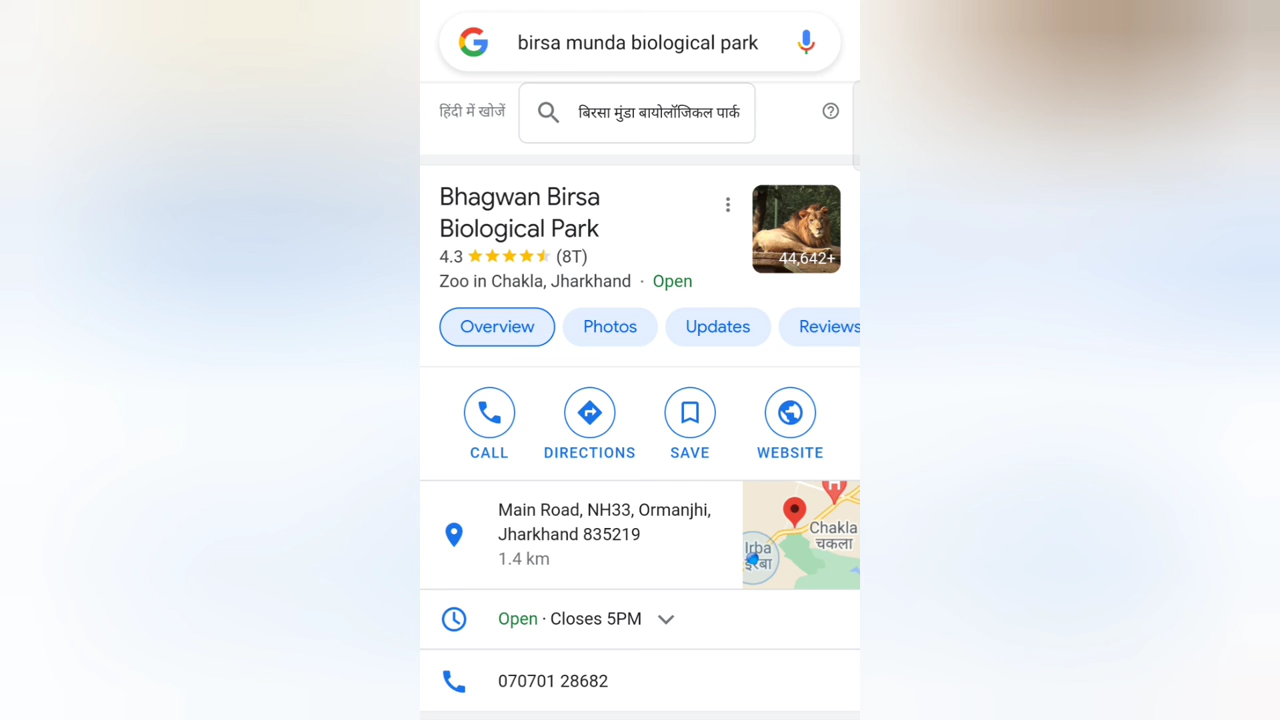 birsa munda biological park
हिंदी में खोजें
बिरसा मुंडा बायोलॉजिकल पार्क
Bhagwan Birsa
Biological Park
4.3 (8T)
44,642+
Zoo in Chakla, Jharkhand · Open
Overview
Photos
Updates
Reviews
CALL
DIRECTIONS
SAVE
WEBSITE
Main Road, NH33, Ormanjhi,
Jharkhand 835219
1.4 km
H
Chakla
चकला
Irba
इरबा
Open · Closes 5PM
070701 28682